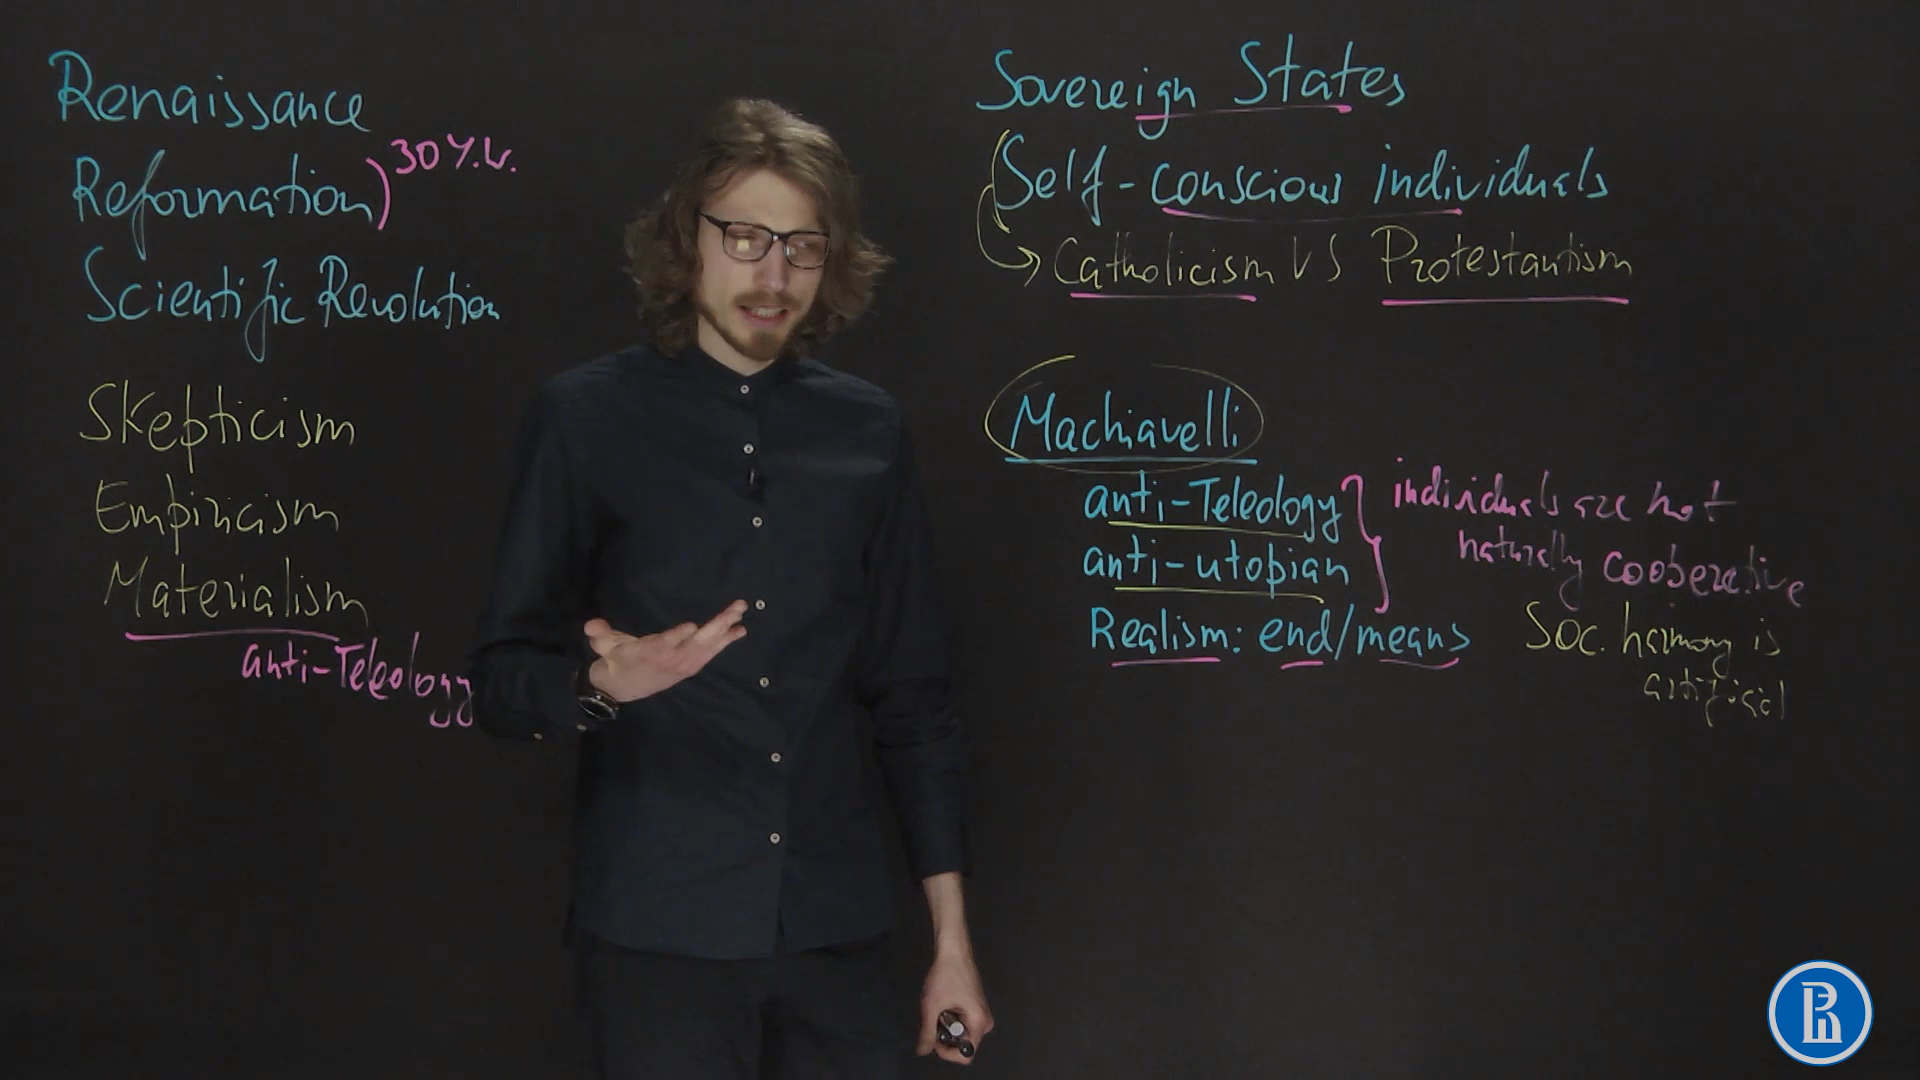 Renaissance
Reformation) 30 Y.W.
Scientific Revolution
Skepticism
Empiricism
Materialism
anti-Teleology
Sovereign States
Self-conscious individuals
Catholicism VS Protestantism
Machiavelli
anti-Teleology
anti-utopian
individuals are not
naturally cooberative
Realism: end/means
Soc. harmony is
artificial